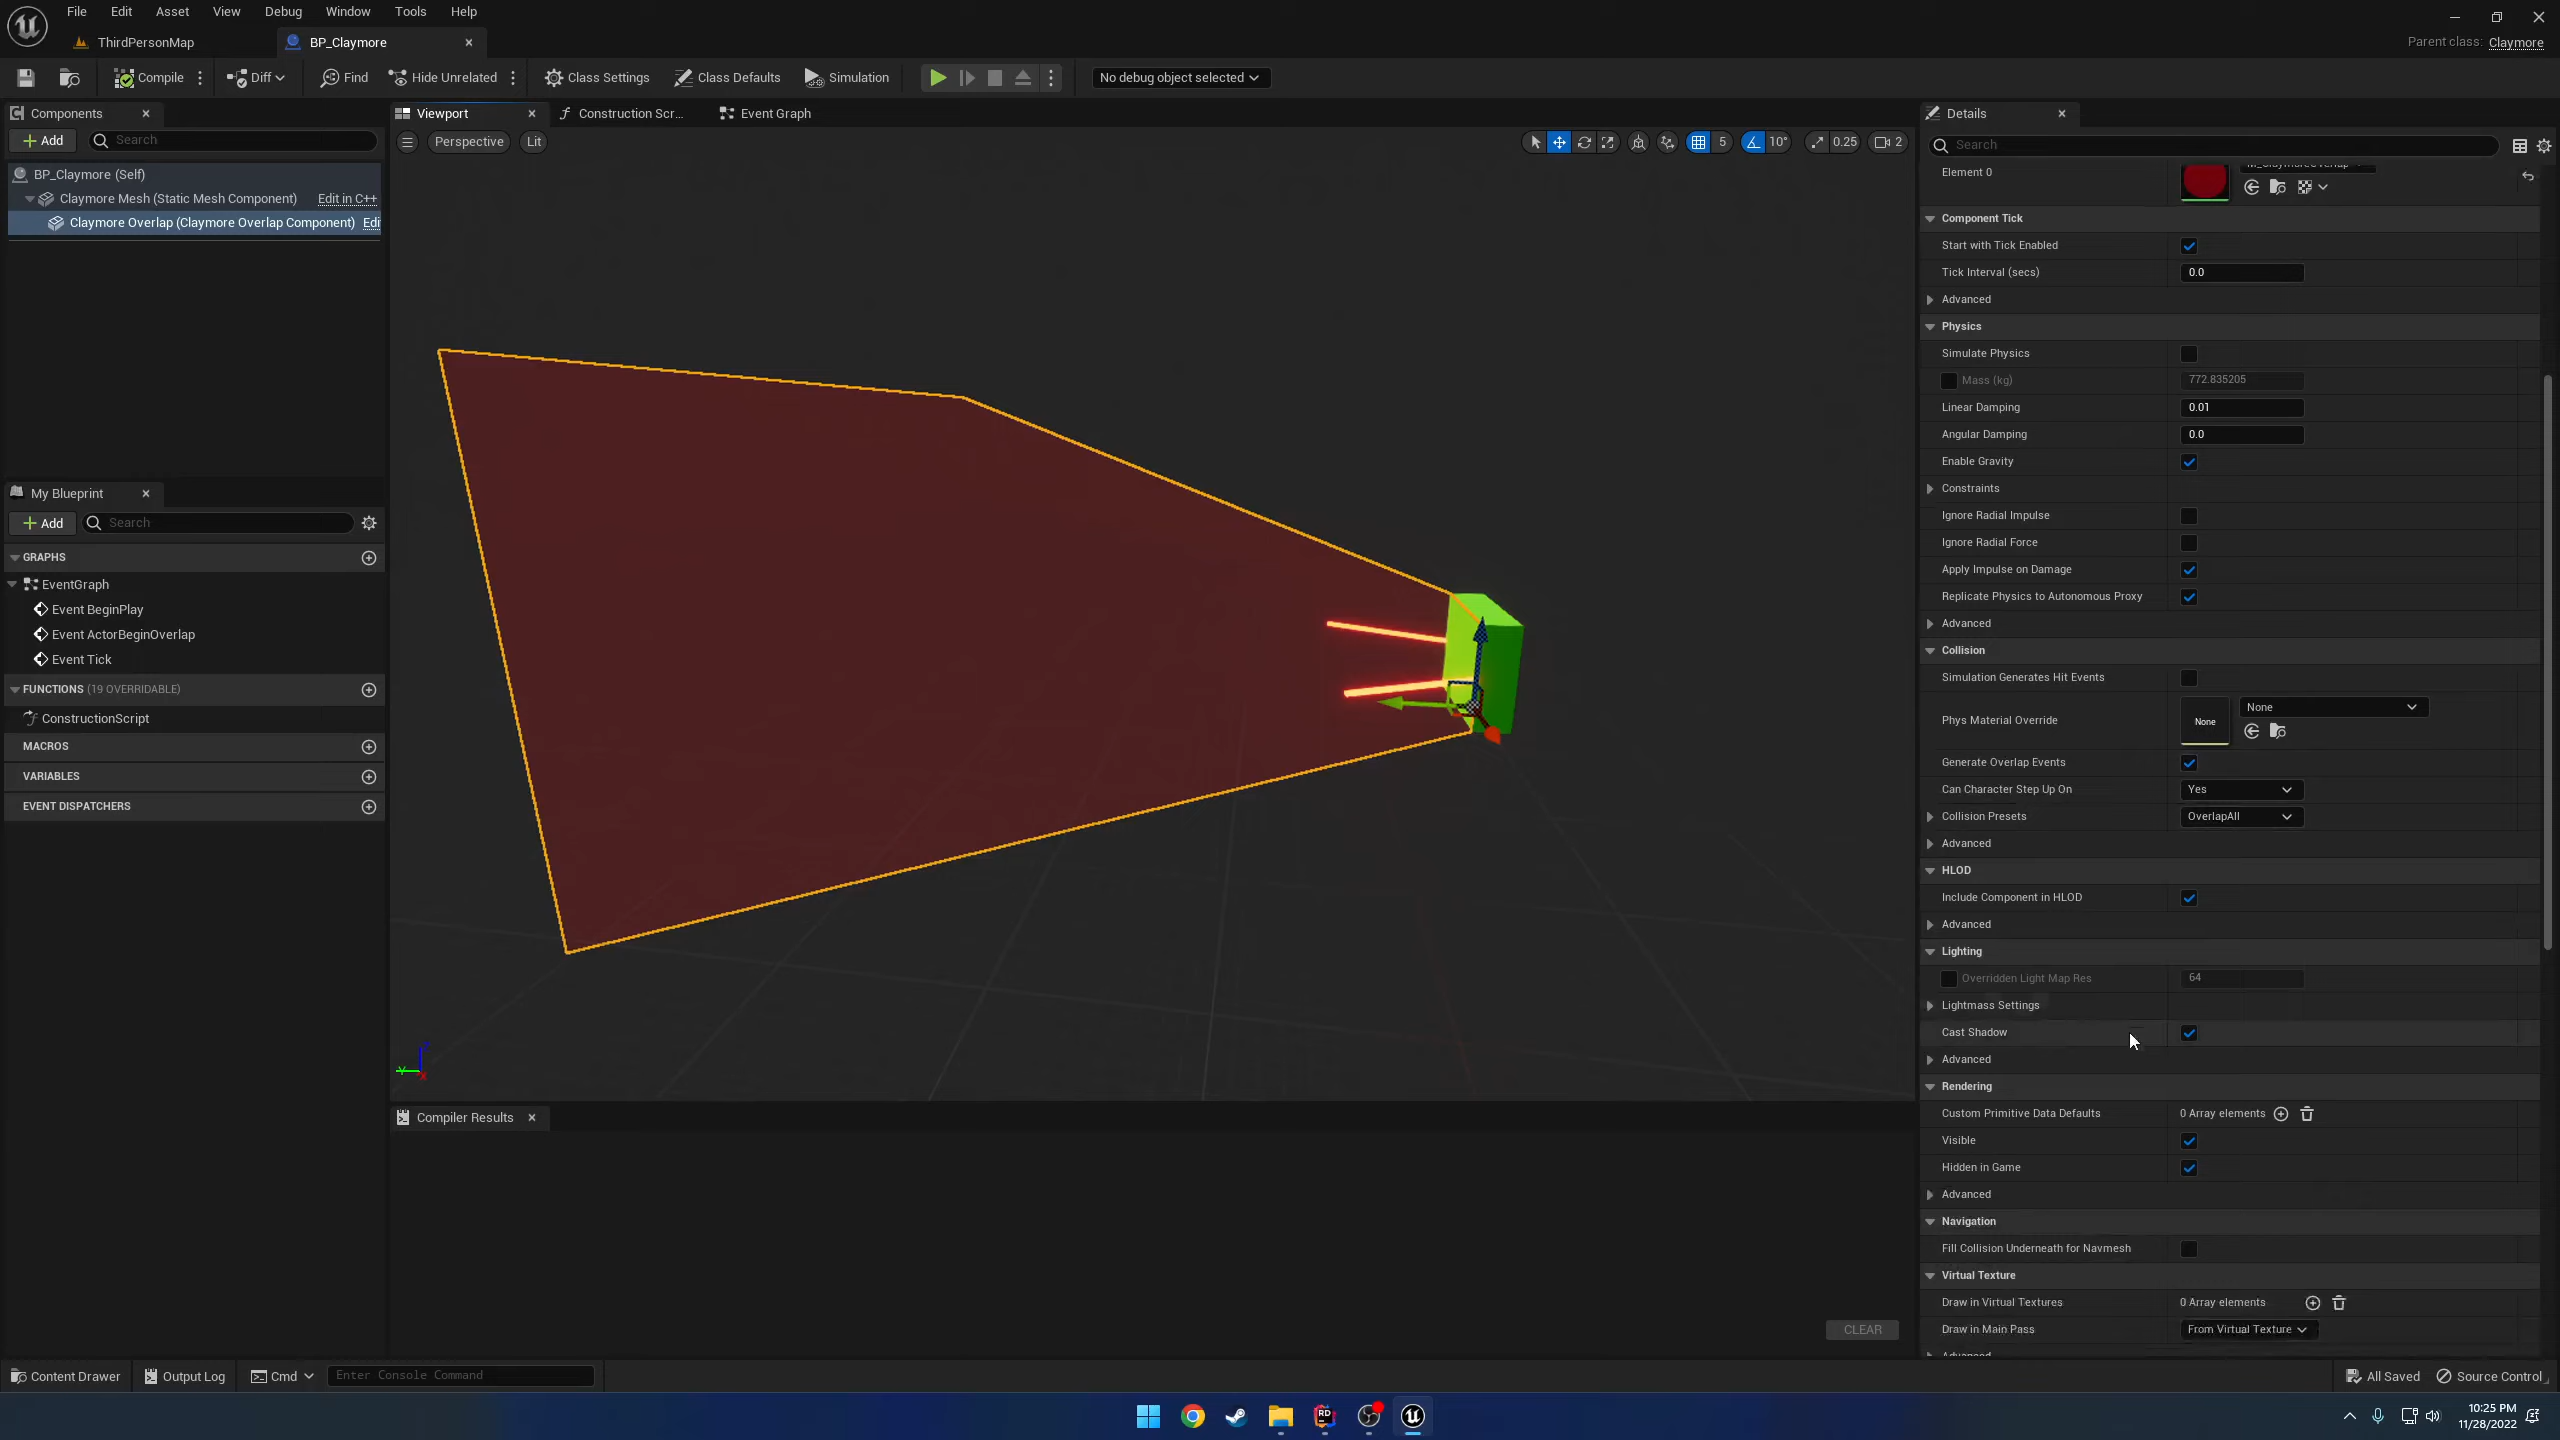 File Edit Asset View Debug Window Tools Help
ThirdPersonMap BP_Claymore Parent class: Claymore
Compile Diff Find Hide Unrelated Class Settings Class Defaults Simulation No debug object selected
Components
Add Search
BP_Claymore (Self)
Claymore Mesh (Static Mesh Component) Edit in C++
Claymore Overlap (Claymore Overlap Component) Edi
My Blueprint
Add Search
GRAPHS
EventGraph
Event BeginPlay
Event ActorBeginOverlap
Event Tick
FUNCTIONS (19 OVERRIDABLE)
ConstructionScript
MACROS
VARIABLES
EVENT DISPATCHERS
Viewport Construction Scr... Event Graph
Perspective Lit 5 10° 0.25 2
Compiler Results
CLEAR
Details
Search
Element 0
Component Tick
Start with Tick Enabled
Tick Interval (secs) 0.0
Advanced
Physics
Simulate Physics
Mass (kg) 772.835205
Linear Damping 0.01
Angular Damping 0.0
Enable Gravity
Constraints
Ignore Radial Impulse
Ignore Radial Force
Apply Impulse on Damage
Replicate Physics to Autonomous Proxy
Advanced
Collision
Simulation Generates Hit Events
Phys Material Override None None
Generate Overlap Events
Can Character Step Up On Yes
Collision Presets OverlapAll
Advanced
HLOD
Include Component in HLOD
Advanced
Lighting
Overridden Light Map Res 64
Lightmass Settings
Cast Shadow
Advanced
Rendering
Custom Primitive Data Defaults 0 Array elements
Visible
Hidden in Game
Advanced
Navigation
Fill Collision Underneath for Navmesh
Virtual Texture
Draw in Virtual Textures 0 Array elements
Draw in Main Pass From Virtual Texture
Content Drawer Output Log Cmd Enter Console Command All Saved Source Control
RD
10:25 PM
11/28/2022